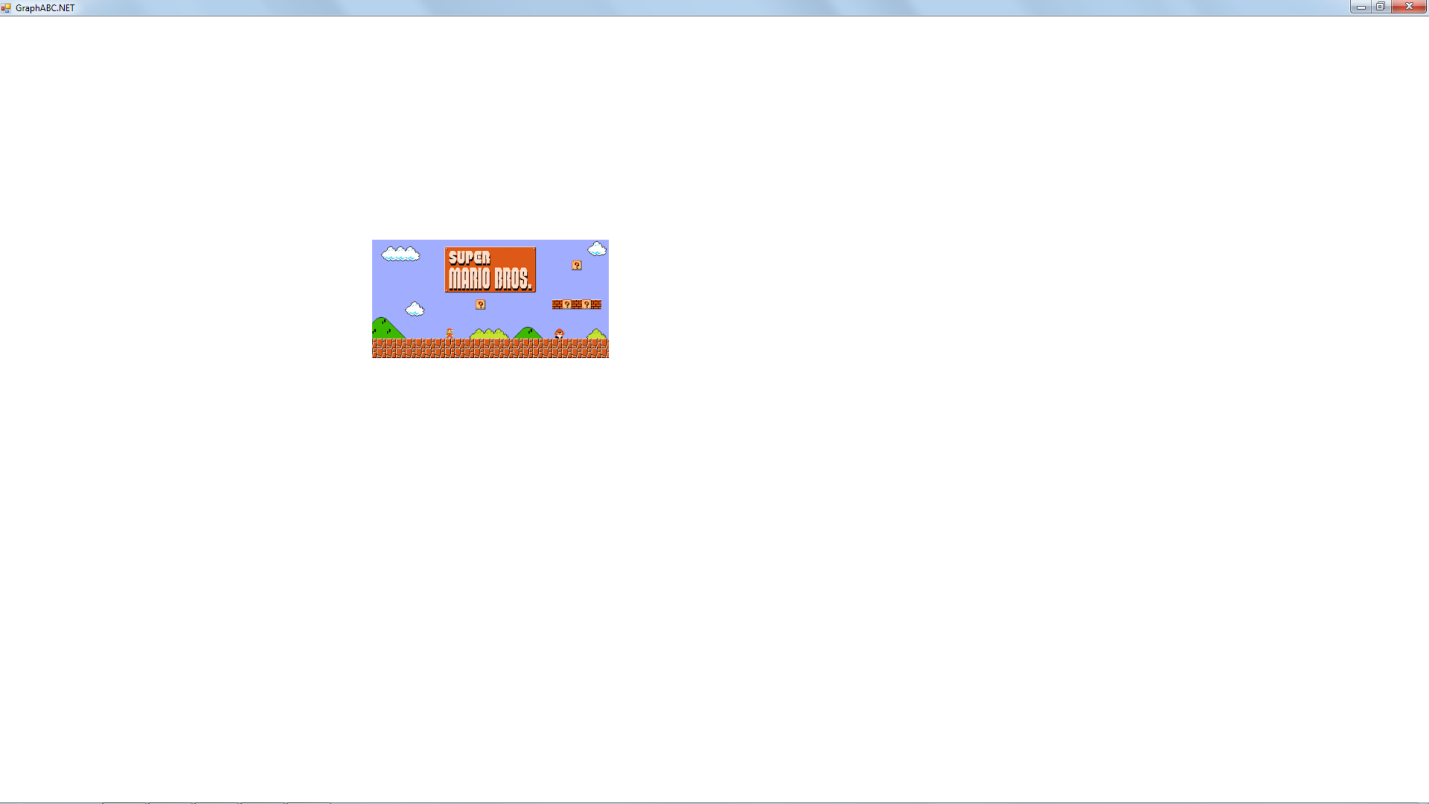 GraphABC.NET
SUPER
MARIO BROS.
?
?
? ?